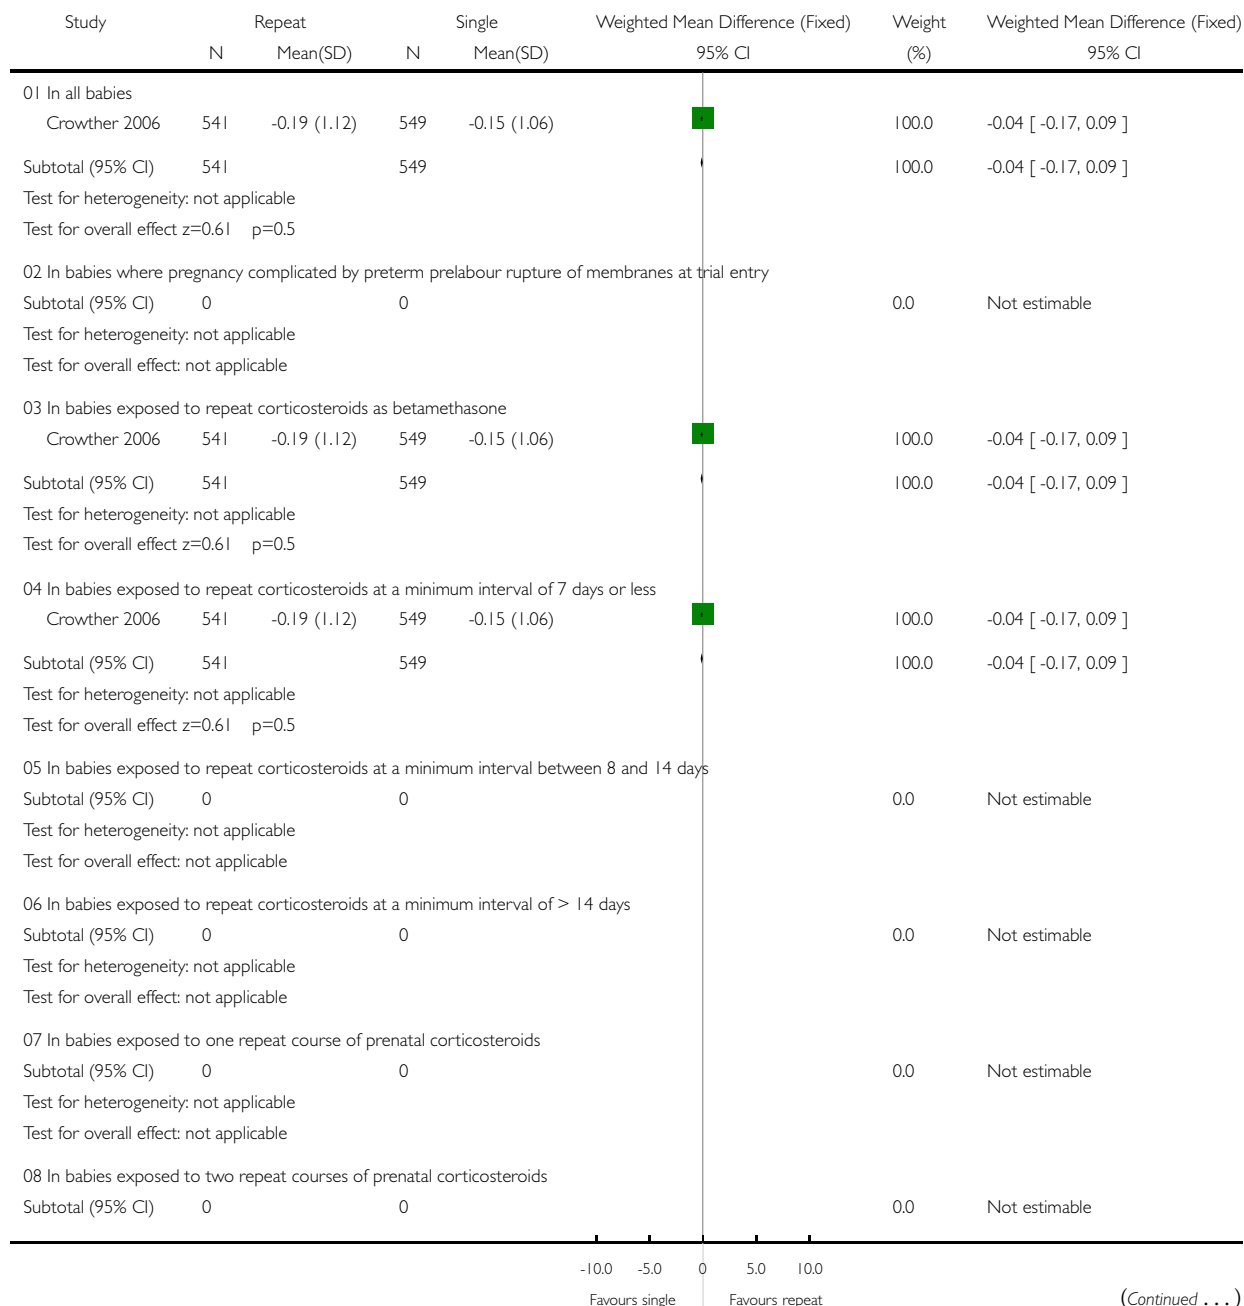 Study Repeat Single Weighted Mean Difference (Fixed) Weight Weighted Mean Difference (Fixed)
N Mean(SD) N Mean(SD) 95% CI (%) 95% CI
01 In all babies
Crowther 2006 541 -0.19 (1.12) 549 -0.15 (1.06) 100.0 -0.04 [ -0.17, 0.09 ]
Subtotal (95% CI) 541 549 100.0 -0.04 [ -0.17, 0.09 ]
Test for heterogeneity: not applicable
Test for overall effect z=0.61 p=0.5
02 In babies where pregnancy complicated by preterm prelabour rupture of membranes at trial entry
Subtotal (95% CI) 0 0 0.0 Not estimable
Test for heterogeneity: not applicable
Test for overall effect: not applicable
03 In babies exposed to repeat corticosteroids as betamethasone
Crowther 2006 541 -0.19 (1.12) 549 -0.15 (1.06) 100.0 -0.04 [ -0.17, 0.09 ]
Subtotal (95% CI) 541 549 100.0 -0.04 [ -0.17, 0.09 ]
Test for heterogeneity: not applicable
Test for overall effect z=0.61 p=0.5
04 In babies exposed to repeat corticosteroids at a minimum interval of 7 days or less
Crowther 2006 541 -0.19 (1.12) 549 -0.15 (1.06) 100.0 -0.04 [ -0.17, 0.09 ]
Subtotal (95% CI) 541 549 100.0 -0.04 [ -0.17, 0.09 ]
Test for heterogeneity: not applicable
Test for overall effect z=0.61 p=0.5
05 In babies exposed to repeat corticosteroids at a minimum interval between 8 and 14 days
Subtotal (95% CI) 0 0 0.0 Not estimable
Test for heterogeneity: not applicable
Test for overall effect: not applicable
06 In babies exposed to repeat corticosteroids at a minimum interval of > 14 days
Subtotal (95% CI) 0 0 0.0 Not estimable
Test for heterogeneity: not applicable
Test for overall effect: not applicable
07 In babies exposed to one repeat course of prenatal corticosteroids
Subtotal (95% CI) 0 0 0.0 Not estimable
Test for heterogeneity: not applicable
Test for overall effect: not applicable
08 In babies exposed to two repeat courses of prenatal corticosteroids
Subtotal (95% CI) 0 0 0.0 Not estimable
-10.0 -5.0 0 5.0 10.0
Favours single Favours repeat (Continued . . . )